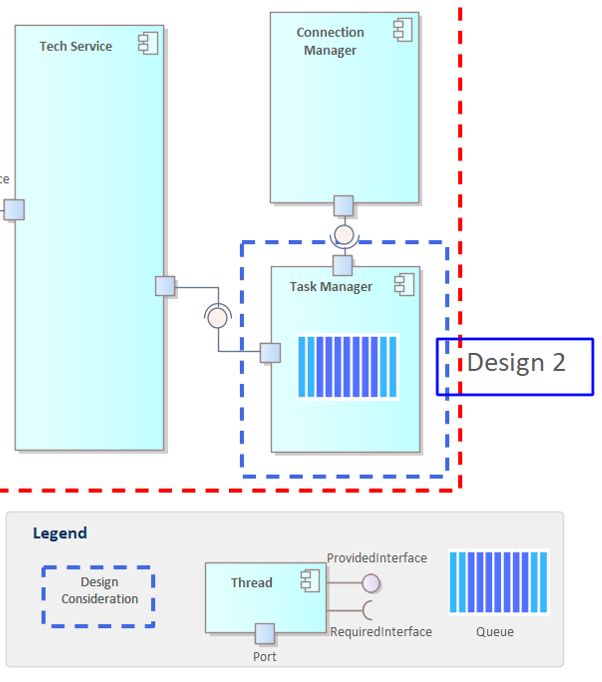 Tech Service
Connection
Manager
ce
Task Manager
Design 2
Legend
Design
Consideration
Thread
ProvidedInterface
RequiredInterface
Port
Queue